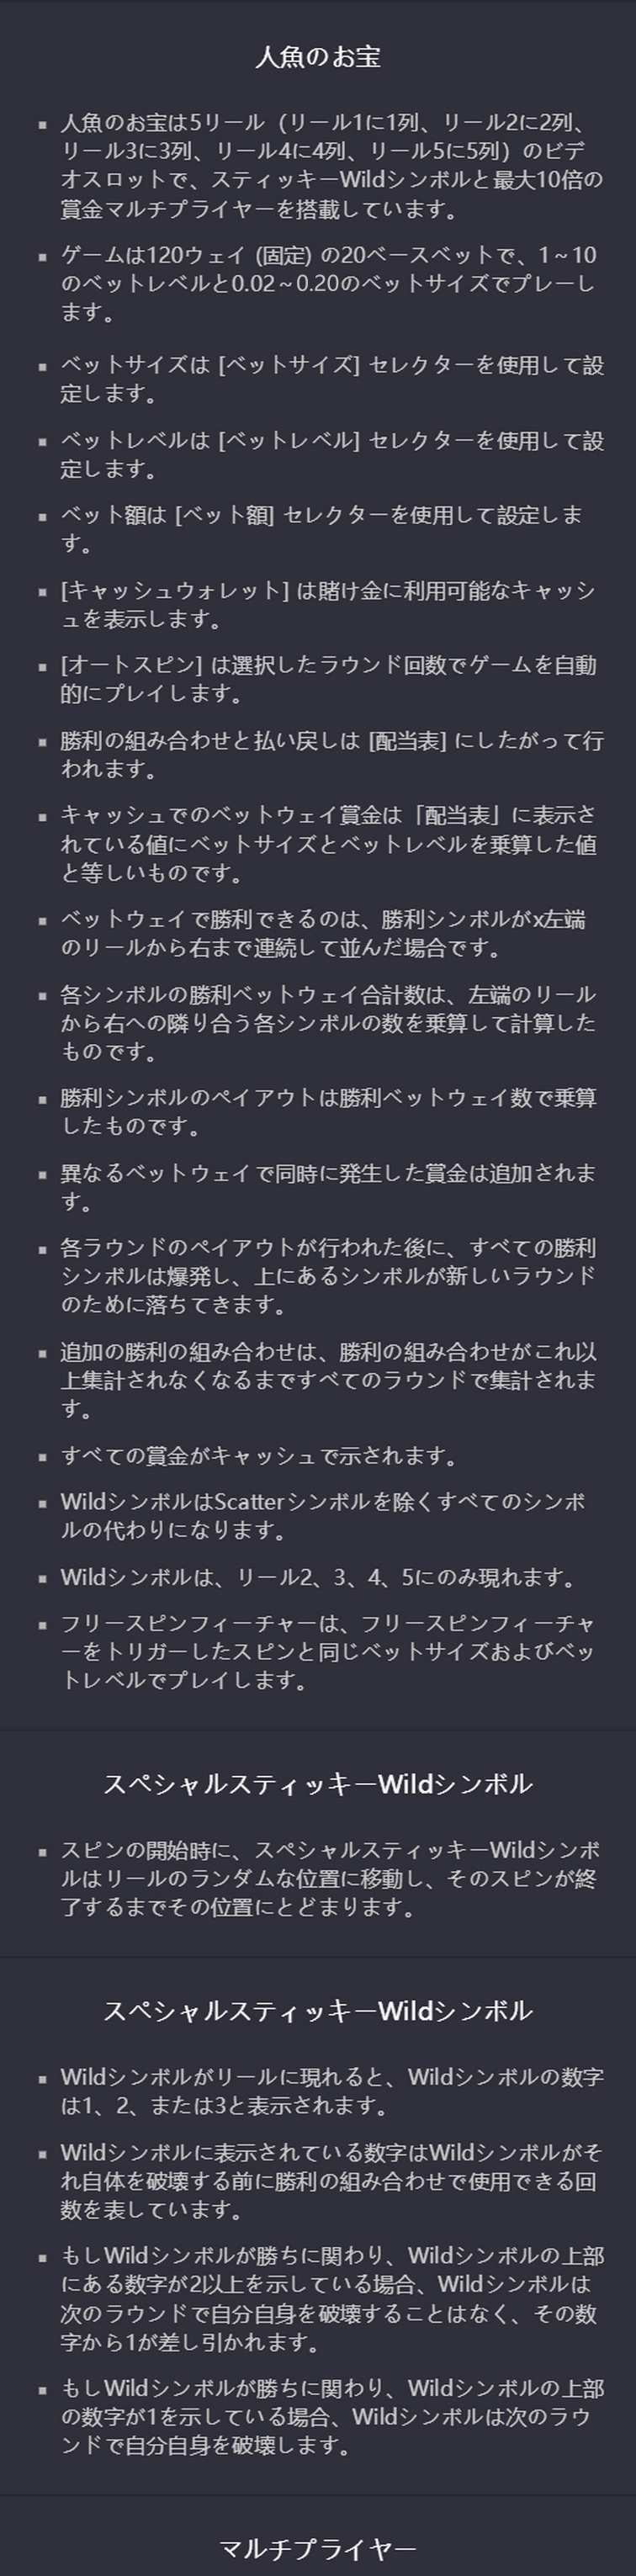 人魚のお宝
▪ 人魚のお宝は5リール（リール1に1列、リール2に2列、
リール3に3列、リール4に4列、リール5に5列）のビデ
オスロットで、スティッキーWildシンボルと最大10倍の
賞金マルチプライヤーを搭載しています。
▪ ゲームは120ウェイ (固定) の20ベースベットで、1～10
のベットレベルと0.02～0.20のベットサイズでプレーし
ます。
▪ ベットサイズは [ベットサイズ] セレクターを使用して設
定します。
▪ ベットレベルは [ベットレベル] セレクターを使用して設
定します。
▪ ベット額は [ベット額] セレクターを使用して設定しま
す。
▪ [キャッシュウォレット] は賭け金に利用可能なキャッシ
ュを表示します。
▪ [オートスピン] は選択したラウンド回数でゲームを自動
的にプレイします。
▪ 勝利の組み合わせと払い戻しは [配当表] にしたがって行
われます。
▪ キャッシュでのベットウェイ賞金は「配当表」に表示さ
れている値にベットサイズとベットレベルを乗算した値
と等しいものです。
▪ ベットウェイで勝利できるのは、勝利シンボルがx左端
のリールから右まで連続して並んだ場合です。
▪ 各シンボルの勝利ベットウェイ合計数は、左端のリール
から右への隣り合う各シンボルの数を乗算して計算した
ものです。
▪ 勝利シンボルのペイアウトは勝利ベットウェイ数で乗算
したものです。
▪ 異なるベットウェイで同時に発生した賞金は追加されま
す。
▪ 各ラウンドのペイアウトが行われた後に、すべての勝利
シンボルは爆発し、上にあるシンボルが新しいラウンド
のために落ちてきます。
▪ 追加の勝利の組み合わせは、勝利の組み合わせがこれ以
上集計されなくなるまですべてのラウンドで集計されま
す。
▪ すべての賞金がキャッシュで示されます。
▪ WildシンボルはScatterシンボルを除くすべてのシンボ
ルの代わりになります。
▪ Wildシンボルは、リール2、3、4、5にのみ現れます。
▪ フリースピンフィーチャーは、フリースピンフィーチャ
ーをトリガーしたスピンと同じベットサイズおよびベッ
トレベルでプレイします。
スペシャルスティッキーWildシンボル
▪ スピンの開始時に、スペシャルスティッキーWildシンボ
ルはリールのランダムな位置に移動し、そのスピンが終
了するまでその位置にとどまります。
スペシャルスティッキーWildシンボル
▪ Wildシンボルがリールに現れると、Wildシンボルの数字
は1、2、または3と表示されます。
▪ Wildシンボルに表示されている数字はWildシンボルがそ
れ自体を破壊する前に勝利の組み合わせで使用できる回
数を表しています。
▪ もしWildシンボルが勝ちに関わり、Wildシンボルの上部
にある数字が2以上を示している場合、Wildシンボルは
次のラウンドで自分自身を破壊することはなく、その数
字から1が差し引かれます。
▪ もしWildシンボルが勝ちに関わり、Wildシンボルの上部
の数字が1を示している場合、Wildシンボルは次のラウ
ンドで自分自身を破壊します。
マルチプライヤー